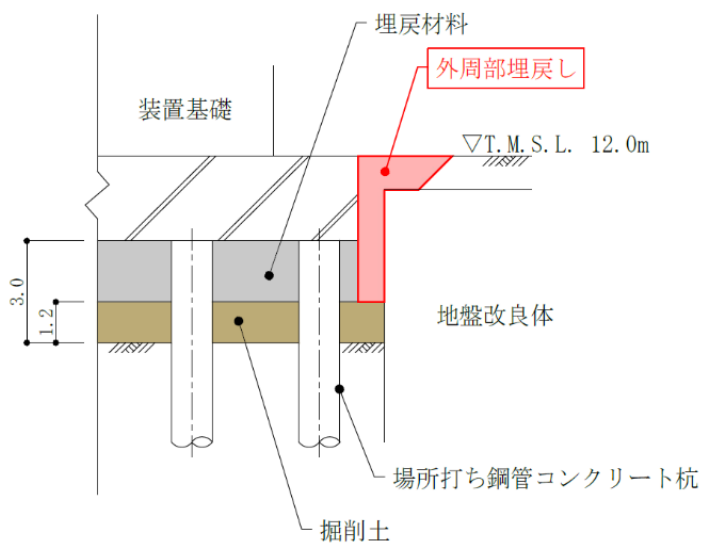 埋戻材料
外周部埋戻し
装置基礎
▽T.M.S.L. 12.0m
3.0
1.2
地盤改良体
場所打ち鋼管コンクリート杭
掘削土